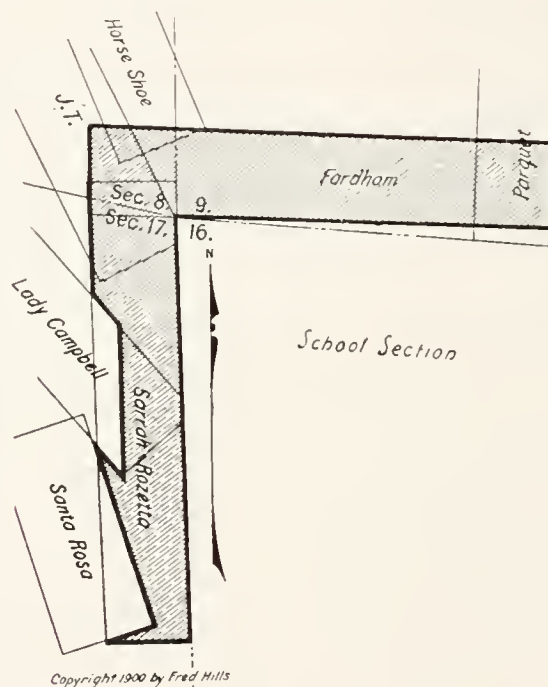 Horse Shoe
J.T.
Fordham
Parquet
Sec. 8.
9.
Sec. 17.
16.
N
Lady Campbell
School Section
Sarrah Rozetta
Santa Rosa
Copyright 1900 by Fred Hills